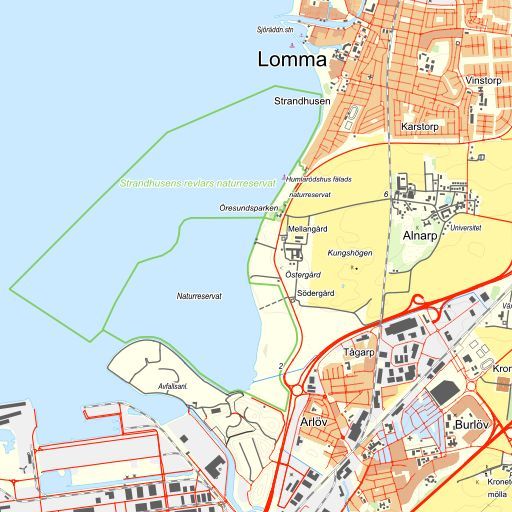 Sjöräddn.stn
Lomma
Vinstorp
Strandhusen
Karstorp
Strandhusens revlars naturreservat
Humlarödshus fälads
naturreservat
6
Öresundsparken
Mellangård
Alnarp
Universitet
Kungshögen
Östergård
Naturreservat
Södergård
Tågarp
2
Avfallsanl.
Kron
Arlöv
Burlöv
Kronetor
mölla